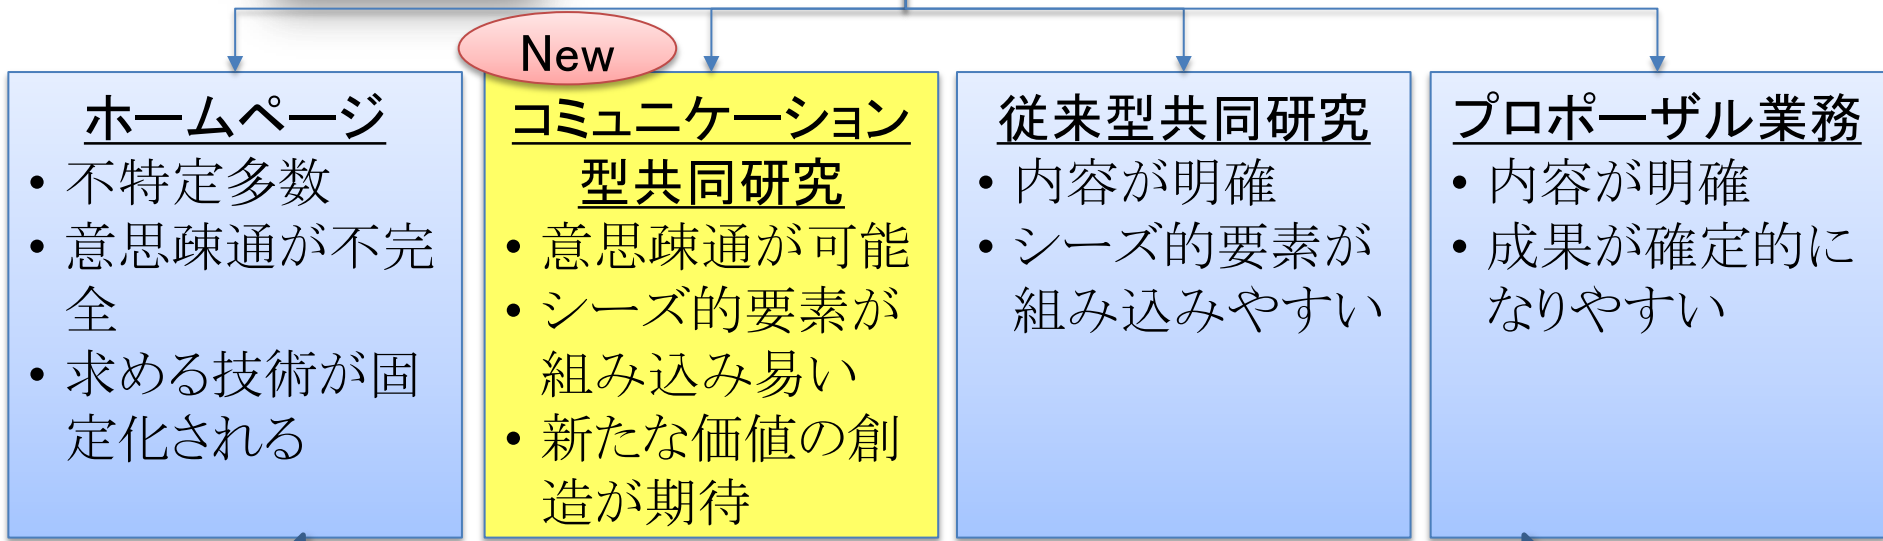 New
ホームページ
• 不特定多数
• 意思疎通が不完
全
• 求める技術が固
定化される
コミュニケーション
型共同研究
• 意思疎通が可能
• シーズ的要素が
組み込み易い
• 新たな価値の創
造が期待
従来型共同研究
• 内容が明確
• シーズ的要素が
組み込みやすい
プロポーザル業務
• 内容が明確
• 成果が確定的に
なりやすい